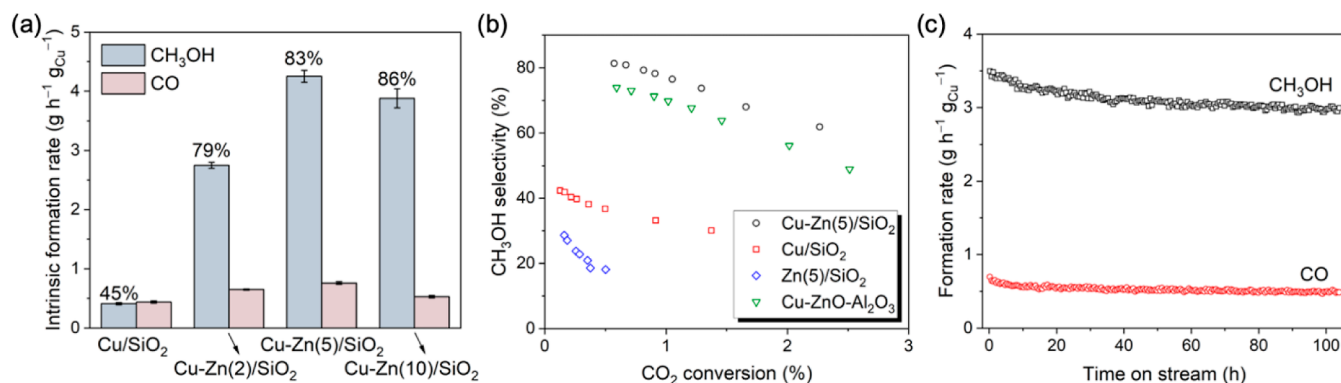 (a)
Intrinsic formation rate (g h⁻¹ g_Cu⁻¹)
5
4
3
2
1
0
CH₃OH
CO
45%
79%
83%
86%
Cu/SiO₂
Cu-Zn(2)/SiO₂
Cu-Zn(5)/SiO₂
Cu-Zn(10)/SiO₂
(b)
CH₃OH selectivity (%)
80
60
40
20
0
Cu-Zn(5)/SiO₂
Cu/SiO₂
Zn(5)/SiO₂
Cu-ZnO-Al₂O₃
0
1
2
3
CO₂ conversion (%)
(c)
Formation rate (g h⁻¹ g_Cu⁻¹)
4
3
2
1
0
CH₃OH
CO
0
20
40
60
80
100
Time on stream (h)